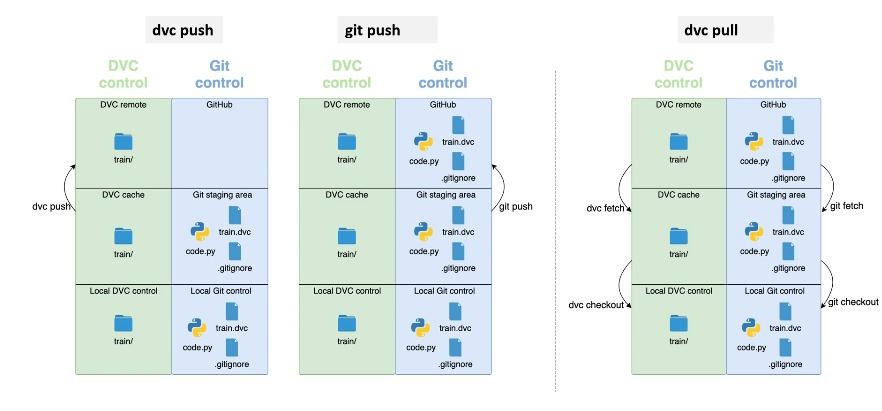 dvc push
git push
dvc pull
DVC
control
Git
control
DVC
control
Git
control
DVC
control
Git
control
DVC remote
GitHub
train/
dvc push
DVC cache
Git staging area
train/
train.dvc
code.py
.gitignore
Local DVC control
Local Git control
train/
train.dvc
code.py
.gitignore
DVC remote
GitHub
train/
train.dvc
code.py
.gitignore
git push
DVC cache
Git staging area
train/
train.dvc
code.py
.gitignore
Local DVC control
Local Git control
train/
train.dvc
code.py
.gitignore
DVC remote
GitHub
train/
train.dvc
code.py
.gitignore
dvc fetch
git fetch
DVC cache
Git staging area
train/
train.dvc
code.py
.gitignore
dvc checkout
git checkout
Local DVC control
Local Git control
train/
train.dvc
code.py
.gitignore